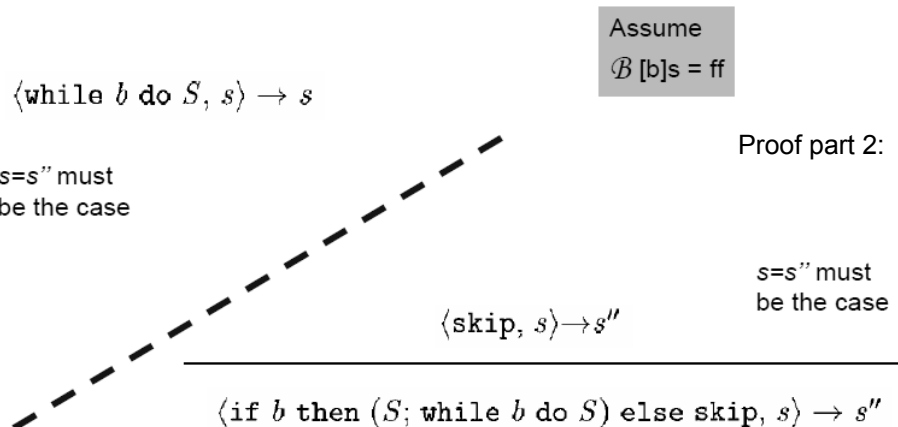 Assume
ℬ [b]s = ff
⟨while b do S, s⟩ → s
Proof part 2:
s=s” must
be the case
s=s” must
be the case
⟨skip, s⟩→s″
⟨if b then (S; while b do S) else skip, s⟩ → s″